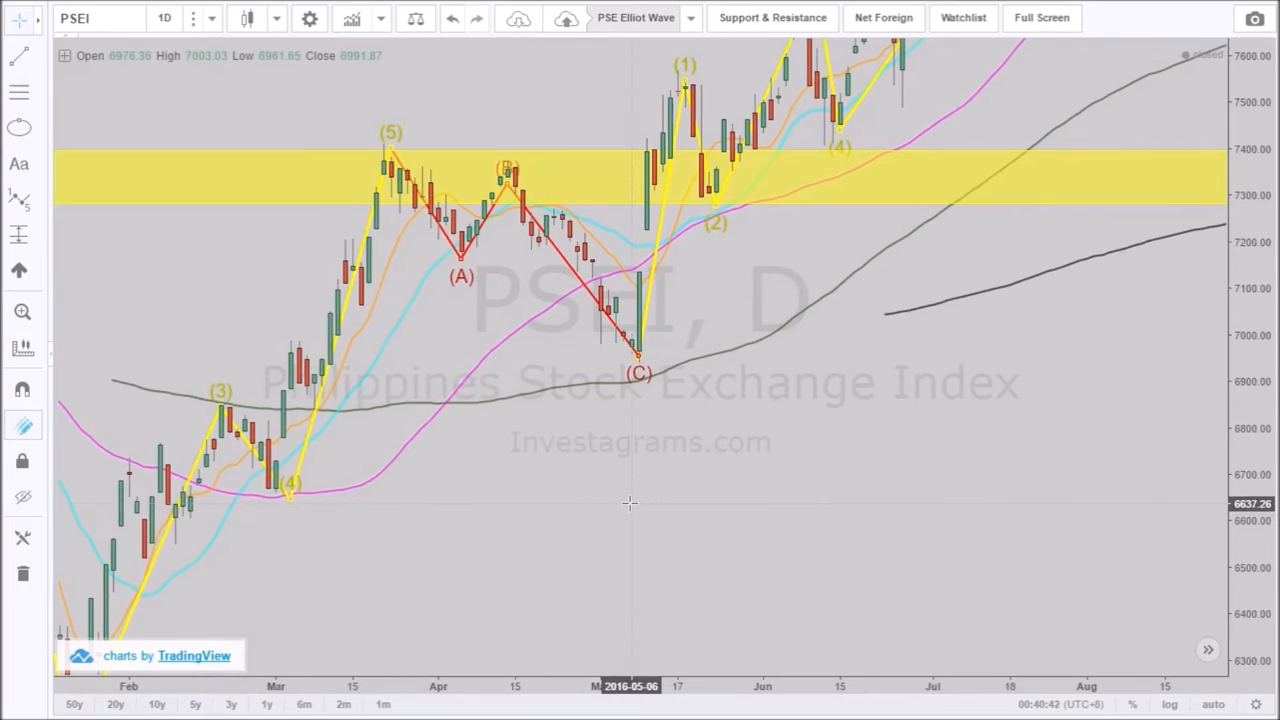 PSEI 1D PSE Elliot Wave Support & Resistance Net Foreign Watchlist Full Screen
Open 6976.36 High 7003.03 Low 6961.65 Close 6991.87
closed
7600.00
7500.00
7400.00
7300.00
7200.00
7100.00
7000.00
6900.00
6800.00
6700.00
6637.26
6600.00
6500.00
6400.00
6300.00
(1)
(5)
(4)
(B)
(2)
(A)
PSEI, D
(C)
Philippines Stock Exchange Index
(3)
Investagrams.com
(4)
Aa
charts by TradingView
Feb Mar 15 Apr 15 2016-05-06 17 Jun 15 Jul 18 Aug 15
50y 20y 10y 5y 3y 1y 6m 2m 1m 00:40:42 (UTC+8) % log auto